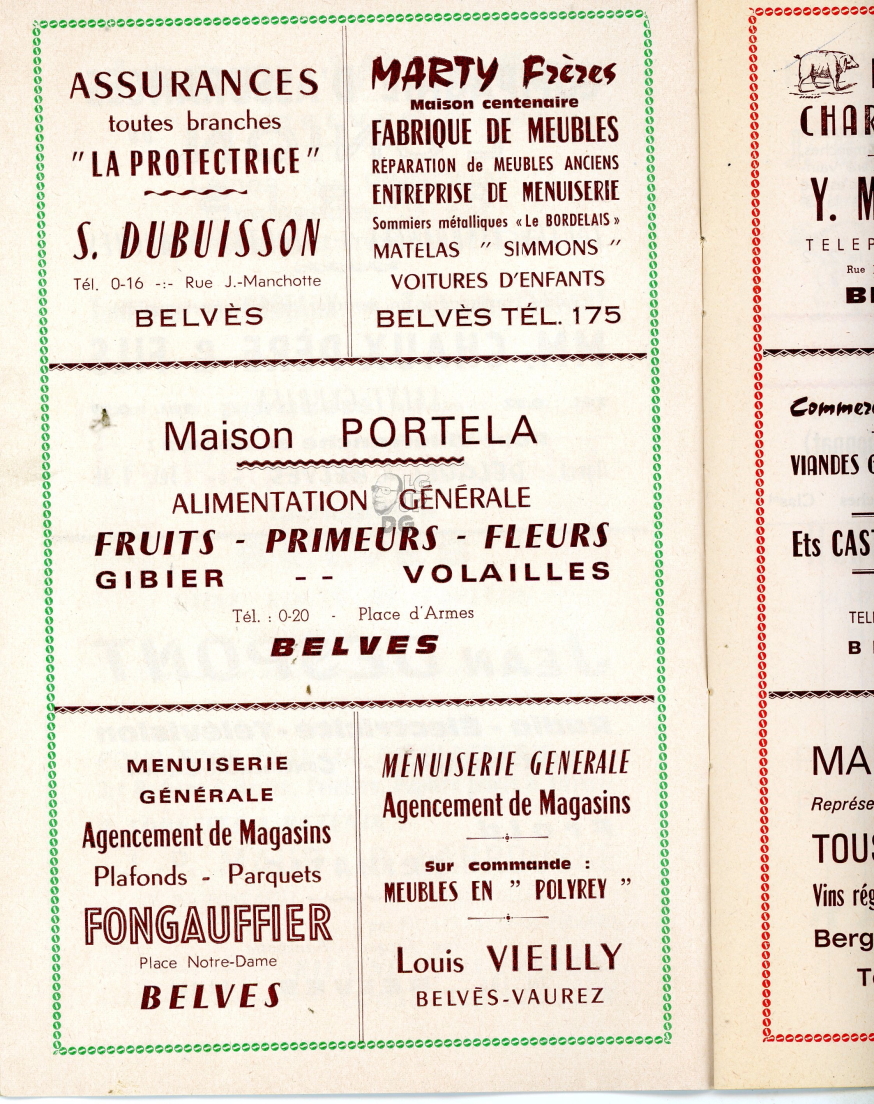 ASSURANCES
toutes branches
"LA PROTECTRICE"
S. DUBUISSON
Tél. 0-16 -:- Rue J.-Manchotte
BELVÈS
MARTY Frères
Maison centenaire
FABRIQUE DE MEUBLES
RÉPARATION de MEUBLES ANCIENS
ENTREPRISE DE MENUISERIE
Sommiers métalliques « Le BORDELAIS »
MATELAS " SIMMONS "
VOITURES D'ENFANTS
BELVÈS TÉL. 175
Maison PORTELA
ALIMENTATION GÉNÉRALE
LE
DG
FRUITS - PRIMEURS - FLEURS
GIBIER - - VOLAILLES
Tél. : 0-20 - Place d'Armes
BELVES
MENUISERIE
GÉNÉRALE
Agencement de Magasins
Plafonds - Parquets
FONGAUFFIER
Place Notre-Dame
BELVES
MENUISERIE GENERALE
Agencement de Magasins
Sur commande :
MEUBLES EN " POLYREY "
Louis VIEILLY
BELVÈS-VAUREZ
CHAR
Y. M
TELEP
Rue
BE
Commer
VIANDES G
Ets CAST
TELE
B
MA
Représe
TOUS
Vins rég
Berg